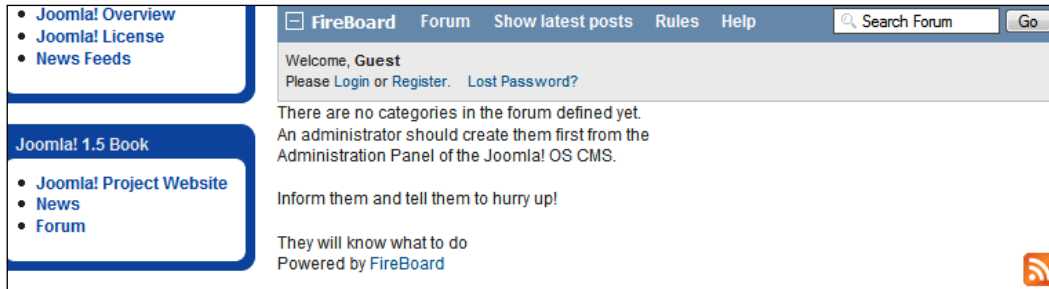 Joomla! Overview
Joomla! License
News Feeds
Joomla! 1.5 Book
Joomla! Project Website
News
Forum
FireBoard Forum Show latest posts Rules Help Search Forum Go
Welcome, Guest
Please Login or Register. Lost Password?
There are no categories in the forum defined yet.
An administrator should create them first from the
Administration Panel of the Joomla! OS CMS.
Inform them and tell them to hurry up!
They will know what to do
Powered by FireBoard